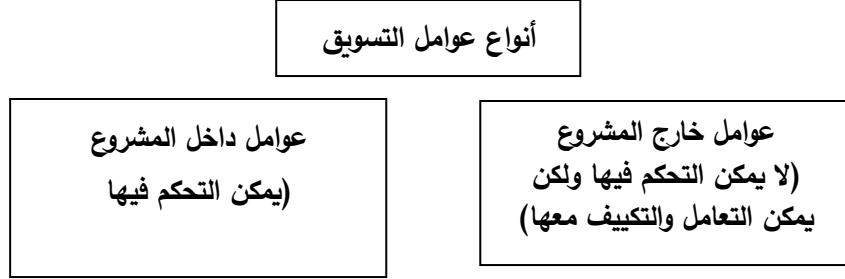 أنواع عوامل التسويق
عوامل خارج المشروع
(لا يمكن التحكم فيها ولكن
يمكن التعامل والتكييف معها)
عوامل داخل المشروع
(يمكن التحكم فيها